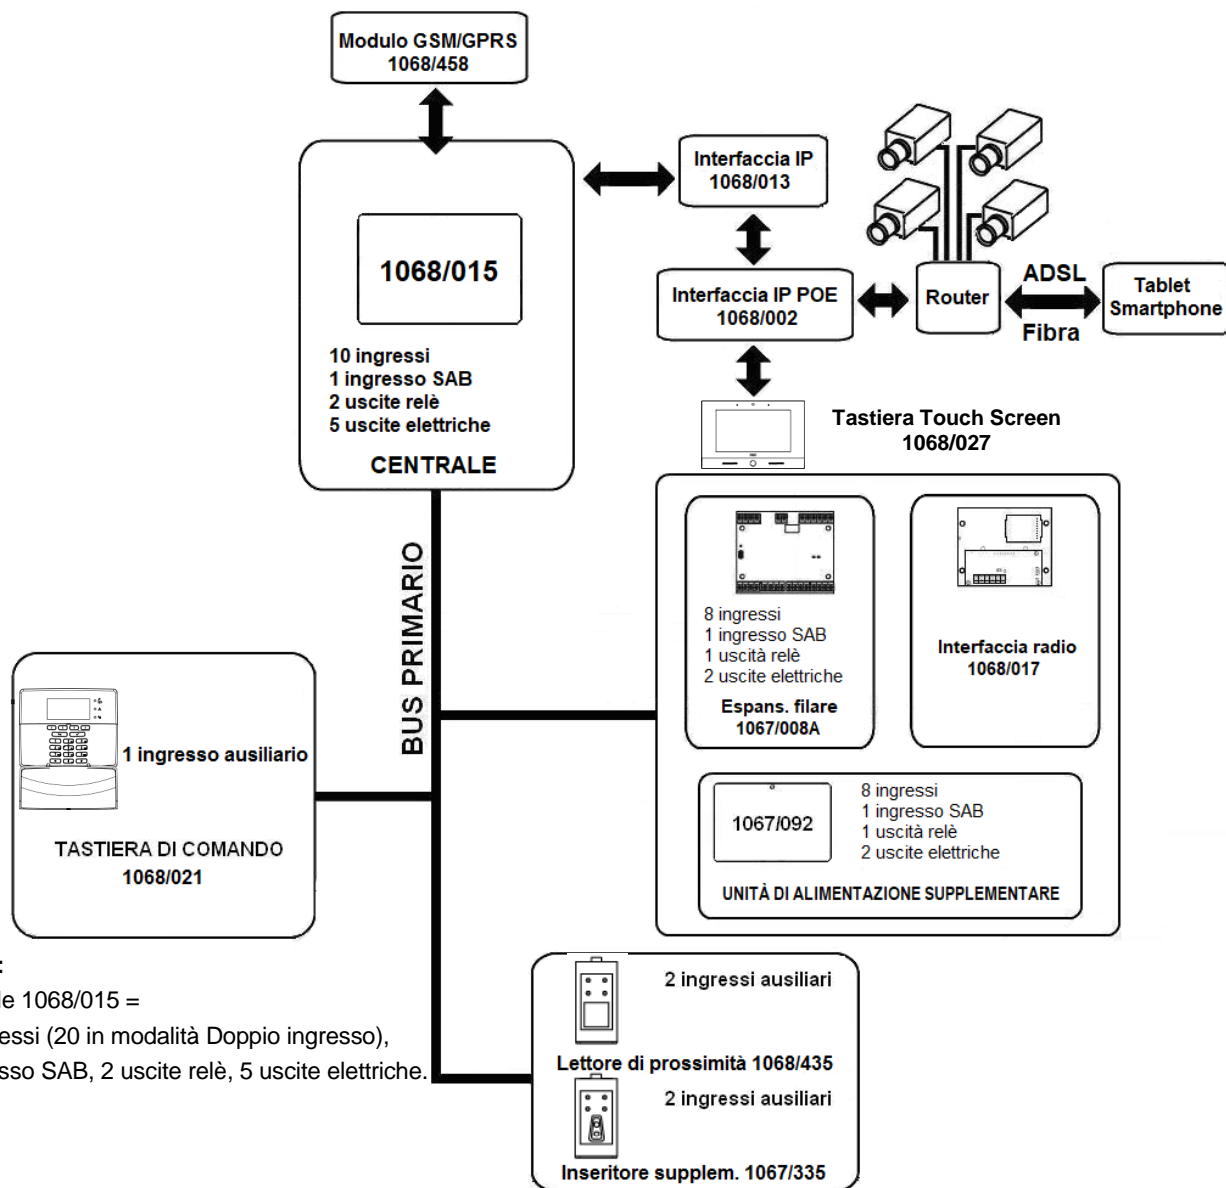 Modulo GSM/GPRS
1068/458
Interfaccia IP
1068/013
1068/015
10 ingressi
1 ingresso SAB
2 uscite relè
5 uscite elettriche
CENTRALE
Interfaccia IP POE
1068/002
Router
ADSL
Fibra
Tablet
Smartphone
Tastiera Touch Screen
1068/027
BUS PRIMARIO
8 ingressi
1 ingresso SAB
1 uscità relè
2 uscite elettriche
Espans. filare
1067/008A
Interfaccia radio
1068/017
1067/092
8 ingressi
1 ingresso SAB
1 uscità relè
2 uscite elettriche
UNITÀ DI ALIMENTAZIONE SUPPLEMENTARE
1 ingresso ausiliario
TASTIERA DI COMANDO
1068/021
:
le 1068/015 =
essi (20 in modalità Doppio ingresso),
sso SAB, 2 uscite relè, 5 uscite elettriche.
2 ingressi ausiliari
Lettore di prossimità 1068/435
2 ingressi ausiliari
Inseritore supplem. 1067/335